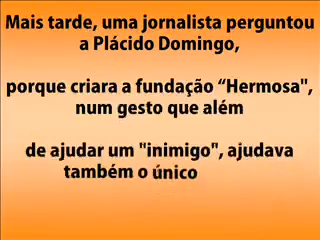 Mais tarde, uma jornalista perguntou
a Plácido Domingo,
porque criara a fundação “Hermosa",
num gesto que além
de ajudar um "inimigo", ajudava
também o único